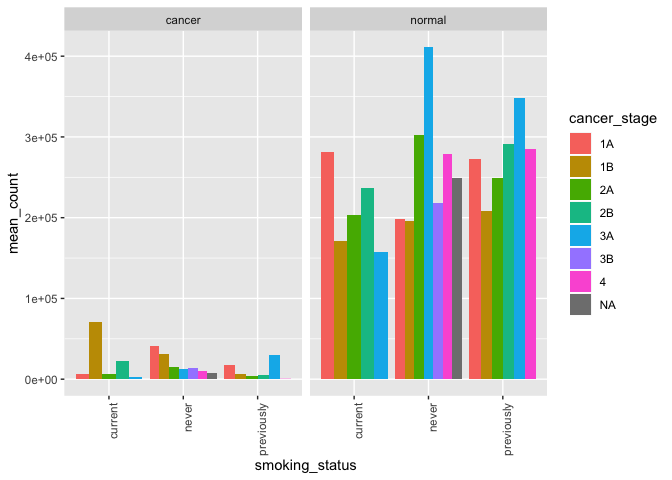 cancer
normal
mean_count
4e+05
3e+05
2e+05
1e+05
0e+00
current
never
previously
current
never
previously
smoking_status
cancer_stage
1A
1B
2A
2B
3A
3B
4
NA